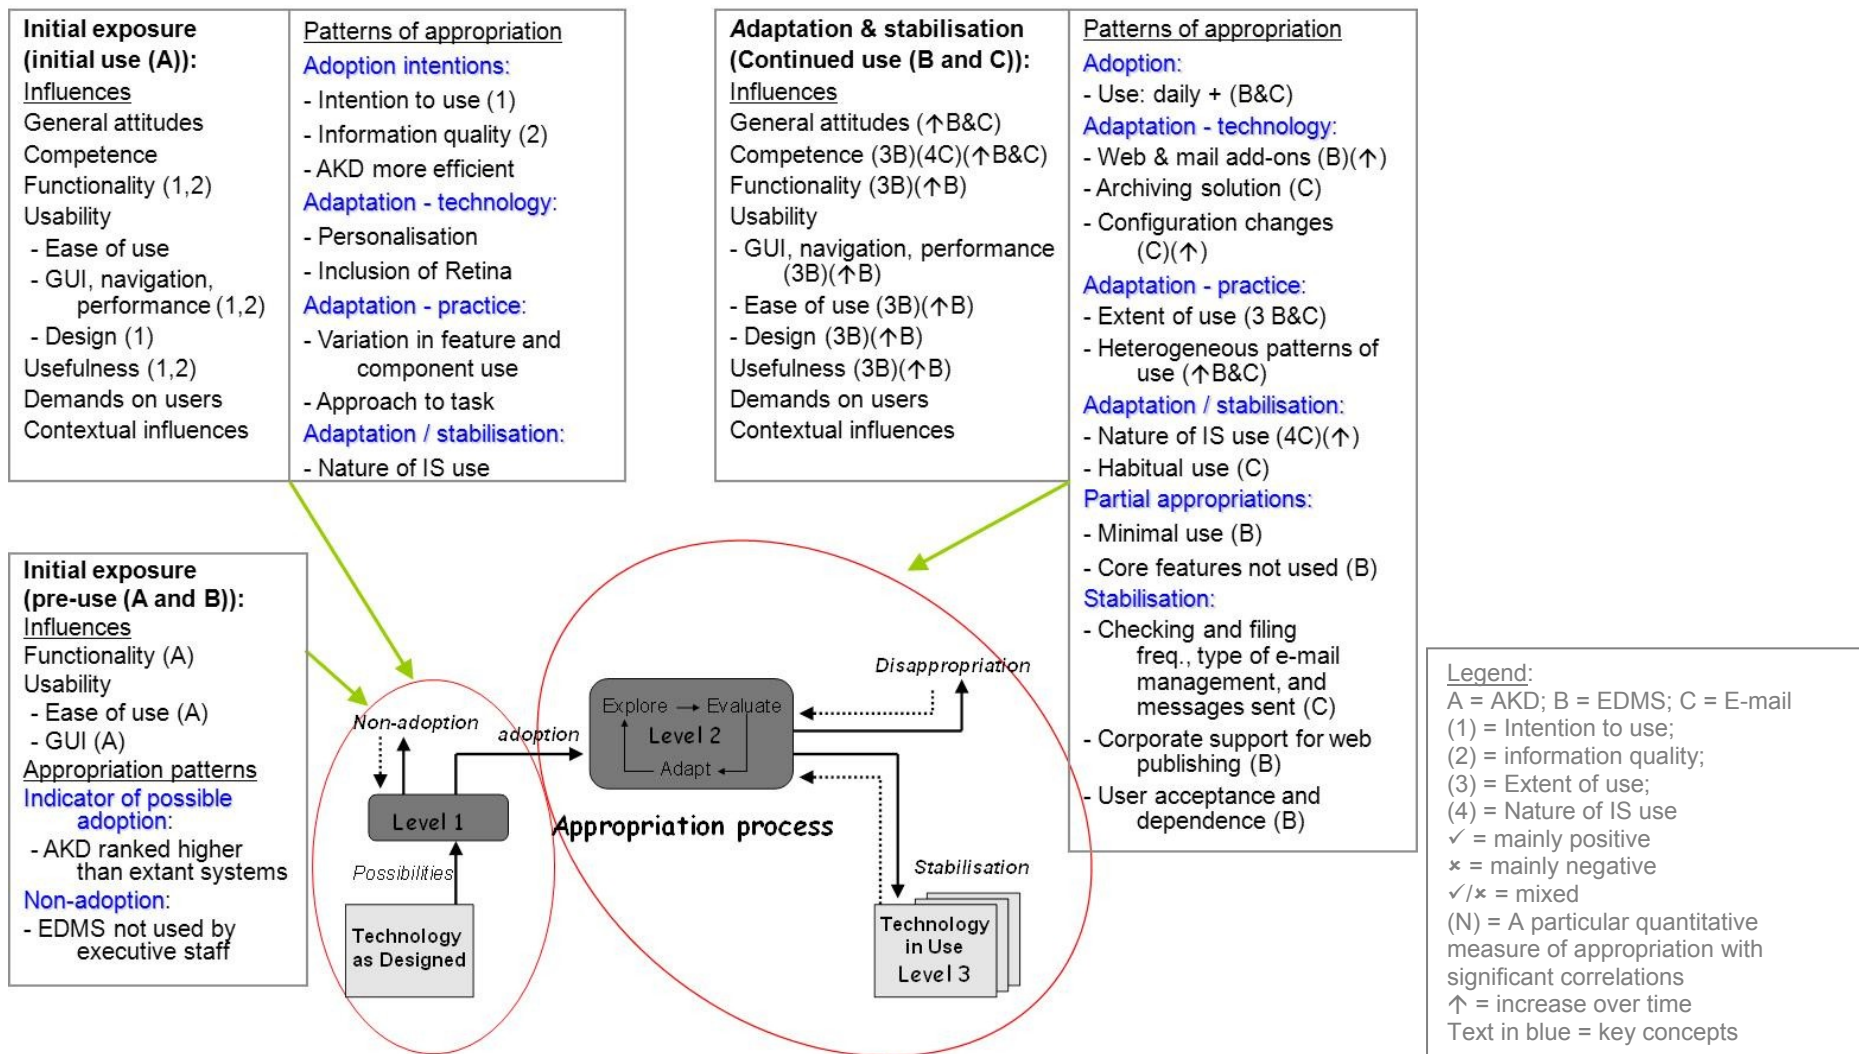 Initial exposure
(initial use (A)):
Influences
General attitudes
Competence
Functionality (1,2)
Usability
- Ease of use
- GUI, navigation,
performance (1,2)
- Design (1)
Usefulness (1,2)
Demands on users
Contextual influences
Patterns of appropriation
Adoption intentions:
- Intention to use (1)
- Information quality (2)
- AKD more efficient
Adaptation - technology:
- Personalisation
- Inclusion of Retina
Adaptation - practice:
- Variation in feature and
component use
- Approach to task
Adaptation / stabilisation:
- Nature of IS use
Adaptation & stabilisation
(Continued use (B and C)):
Influences
General attitudes (↑B&C)
Competence (3B)(4C)(↑B&C)
Functionality (3B)(↑B)
Usability
- GUI, navigation, performance
(3B)(↑B)
- Ease of use (3B)(↑B)
- Design (3B)(↑B)
Usefulness (3B)(↑B)
Demands on users
Contextual influences
Patterns of appropriation
Adoption:
- Use: daily + (B&C)
Adaptation - technology:
- Web & mail add-ons (B)(↑)
- Archiving solution (C)
- Configuration changes
(C)(↑)
Adaptation - practice:
- Extent of use (3 B&C)
- Heterogeneous patterns of
use (↑B&C)
Adaptation / stabilisation:
- Nature of IS use (4C)(↑)
- Habitual use (C)
Partial appropriations:
- Minimal use (B)
- Core features not used (B)
Stabilisation:
- Checking and filing
freq., type of e-mail
management, and
messages sent (C)
- Corporate support for web
publishing (B)
- User acceptance and
dependence (B)
Initial exposure
(pre-use (A and B)):
Influences
Functionality (A)
Usability
- Ease of use (A)
- GUI (A)
Appropriation patterns
Indicator of possible
adoption:
- AKD ranked higher
than extant systems
Non-adoption:
- EDMS not used by
executive staff
Non-adoption
adoption
Level 1
Possibilities
Technology
as Designed
Explore → Evaluate
Level 2
Adapt
Appropriation process
Disappropriation
Stabilisation
Technology
in Use
Level 3
Legend:
A = AKD; B = EDMS; C = E-mail
(1) = Intention to use;
(2) = information quality;
(3) = Extent of use;
(4) = Nature of IS use
✓ = mainly positive
× = mainly negative
✓/× = mixed
(N) = A particular quantitative
measure of appropriation with
significant correlations
↑ = increase over time
Text in blue = key concepts